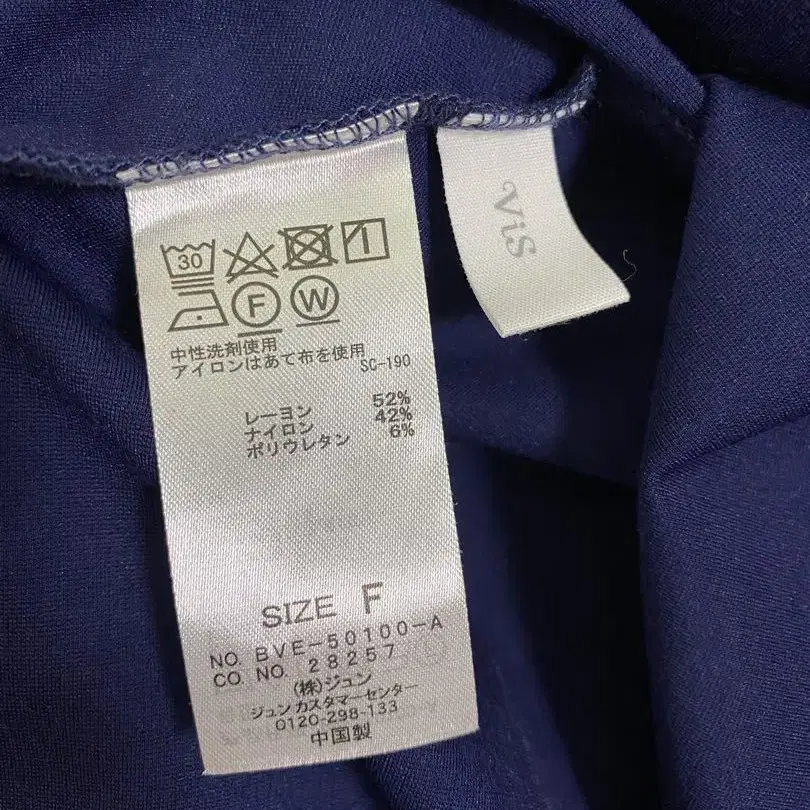 ViS
30
F W
中性洗剤使用
アイロンはあて布を使用
SC-190
レーヨン 52%
ナイロン 42%
ポリウレタン 6%
SIZE F
NO. BVE-50100-A
CO. NO. 28257
(株)ジュン
ジュンカスタマーセンター
0120-298-133
中国製